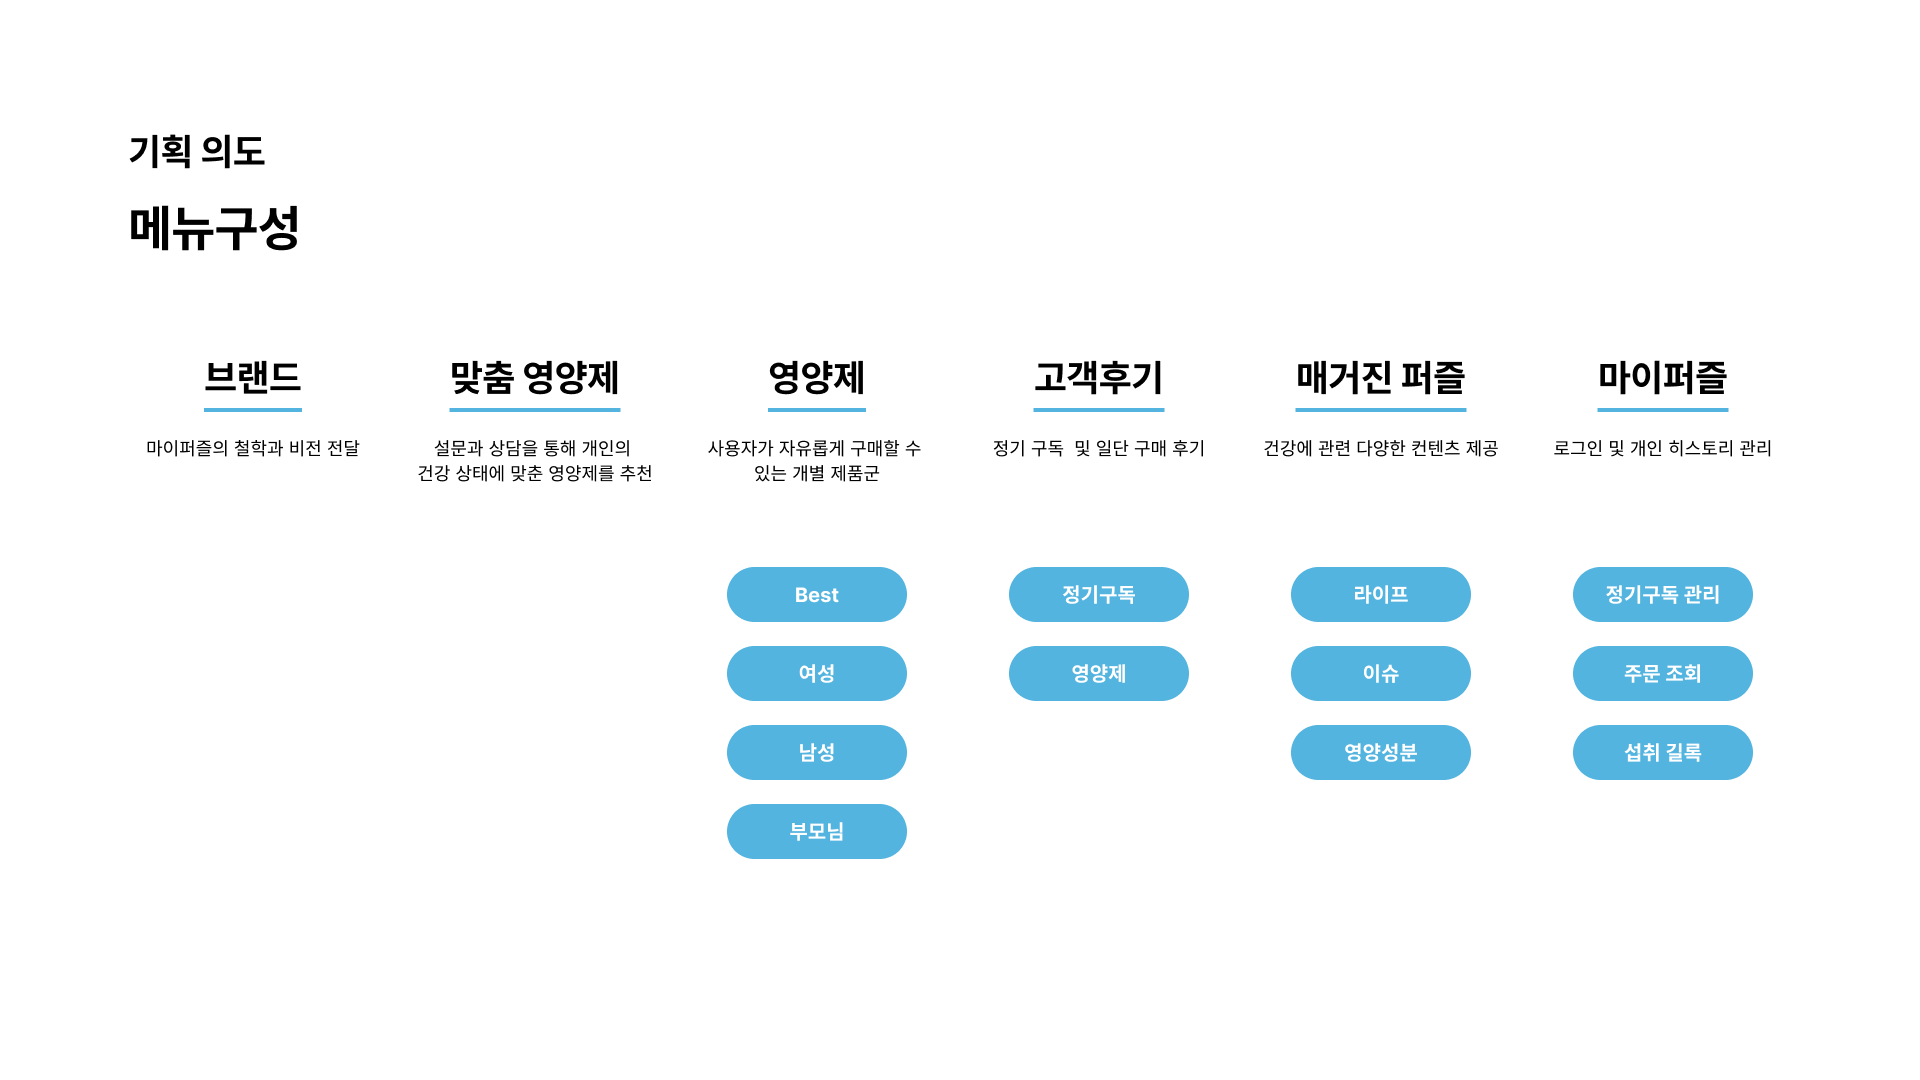 기획 의도
메뉴구성
브랜드
마이퍼즐의 철학과 비전 전달
맞춤 영양제
설문과 상담을 통해 개인의
건강 상태에 맞춘 영양제를 추천
영양제
사용자가 자유롭게 구매할 수
있는 개별 제품군
Best
여성
남성
부모님
고객후기
정기 구독  및 일단 구매 후기
정기구독
영양제
매거진 퍼즐
건강에 관련 다양한 컨텐츠 제공
라이프
이슈
영양성분
마이퍼즐
로그인 및 개인 히스토리 관리
정기구독 관리
주문 조회
섭취 길록